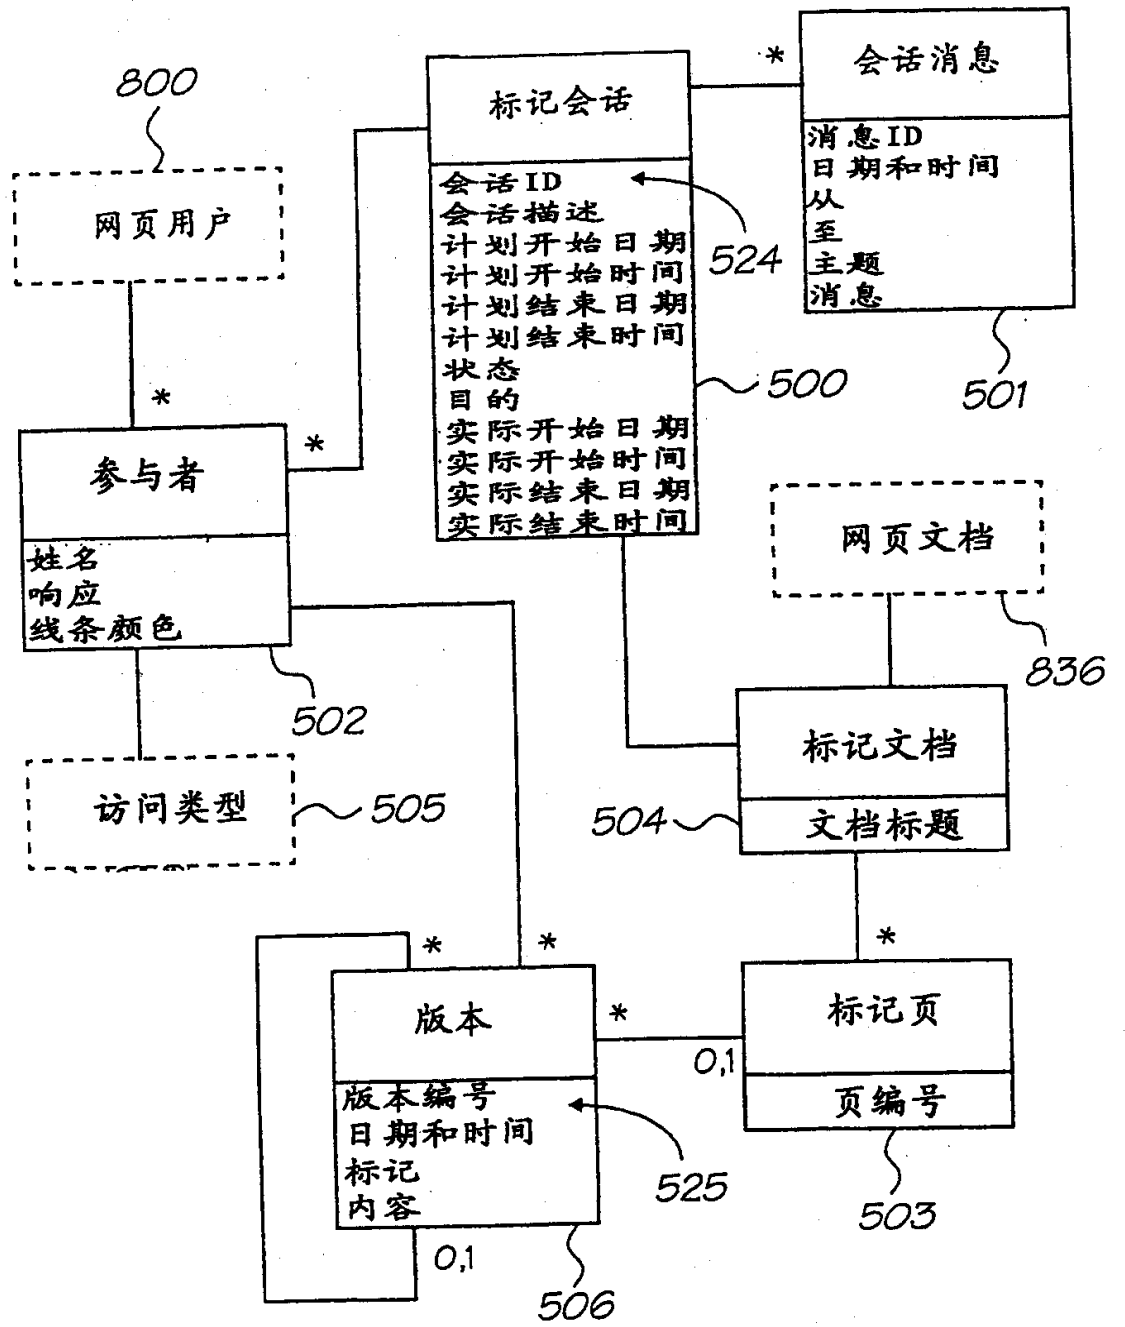 800
网页用户
*
参与者
*
姓名
响应
线条颜色
502
访问类型
505
标记会话
会话ID
524
会话描述
计划开始日期
计划开始时间
计划结束日期
计划结束时间
状态
目的
实际开始日期
实际开始时间
实际结束日期
实际结束时间
500
*
会话消息
消息ID
日期和时间
从
至
主题
消息
501
网页文档
836
标记文档
文档标题
504
*
标记页
页编号
503
0,1
*
*
*
版本
版本编号
日期和时间
标记
内容
525
0,1
506